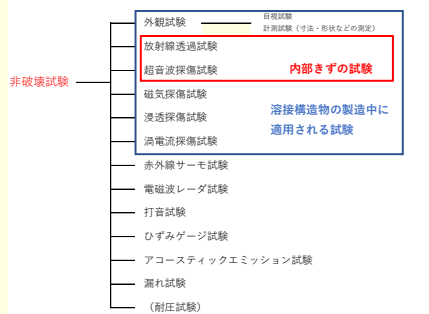 外観試験
目視試験
計測試験（寸法・形状などの測定）
放射線透過試験
超音波探傷試験
内部きずの試験
非破壊試験
磁気探傷試験
浸透探傷試験
渦電流探傷試験
溶接構造物の製造中に
適用される試験
赤外線サーモ試験
電磁波レーダ試験
打音試験
ひずみゲージ試験
アコースティックエミッション試験
漏れ試験
（耐圧試験）